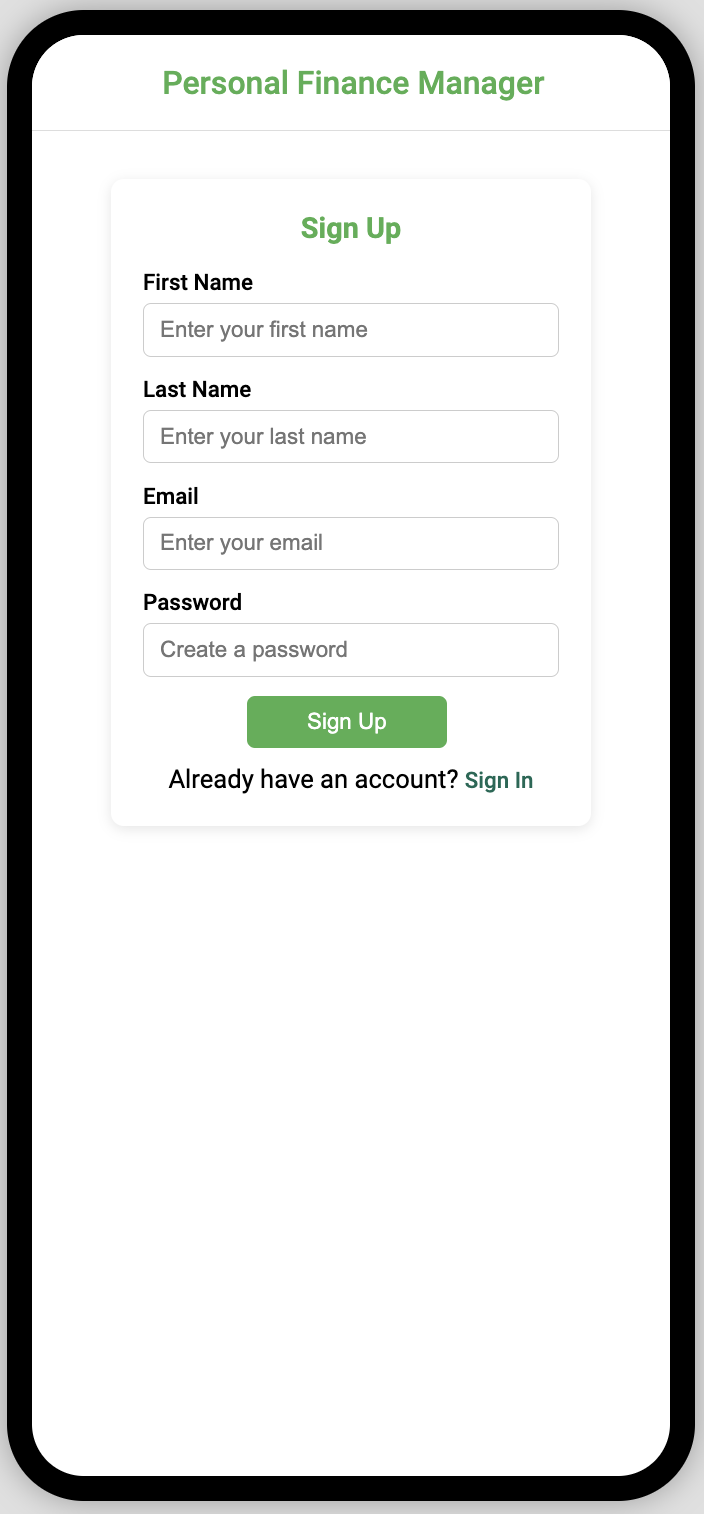 Personal Finance Manager
Sign Up
First Name
Enter your first name
Last Name
Enter your last name
Email
Enter your email
Password
Create a password
Sign Up
Already have an account? Sign In